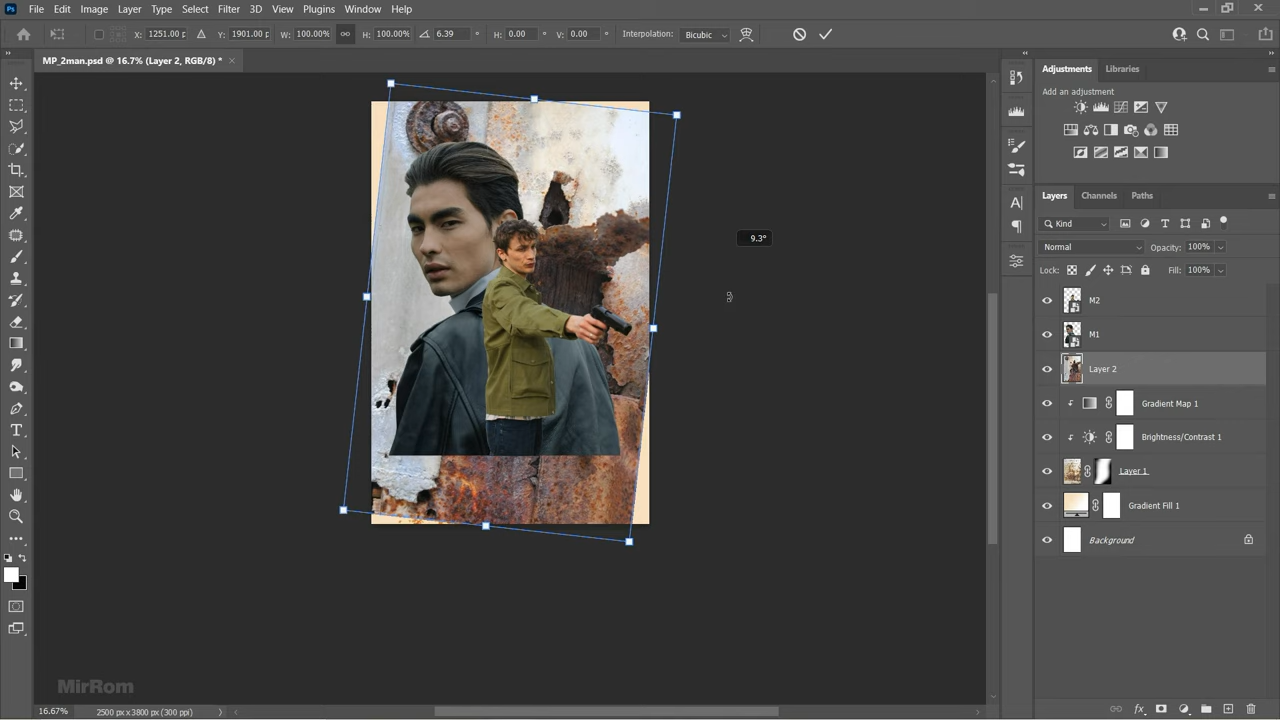 Ps File Edit Image Layer Type Select Filter 3D View Plugins Window Help
X: 1251.00 p Y: 1901.00 p W: 100.00% H: 100.00% 6.39 ° H: 0.00 ° V: 0.00 ° Interpolation: Bicubic
MP_2man.psd @ 16.7% (Layer 2, RGB/8) * ×
Adjustments Libraries
Add an adjustment
Layers Channels Paths
Kind
Normal Opacity: 100%
Lock: Fill: 100%
M2
M1
Layer 2
Gradient Map 1
Brightness/Contrast 1
Layer 1
Gradient Fill 1
Background
9.3°
MirRom
16.67% 2500 px x 3800 px (300 ppi)